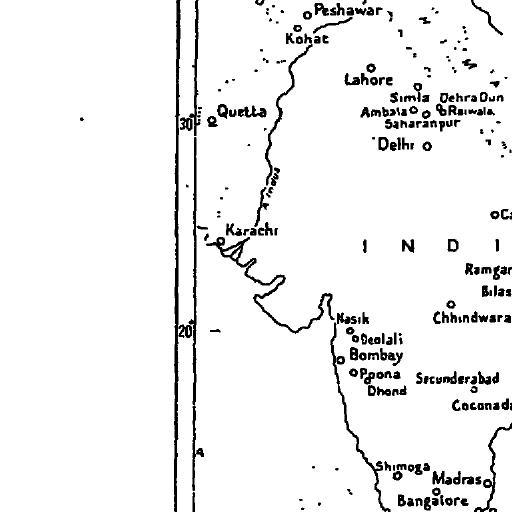 Peshawar
Kohat
Lahore
Simla
Dehra Dun
Ambala
Raiwala
Saharanpur
Quetta
30°
Delhi
R. Indus
Karachi
I N D I
Ramgar
Bilas
Chhindwara
Nasik
20°
Deolali
Bombay
Poona
Secunderabad
Dhond
Coconada
Shimoga
Madras
Bangalore